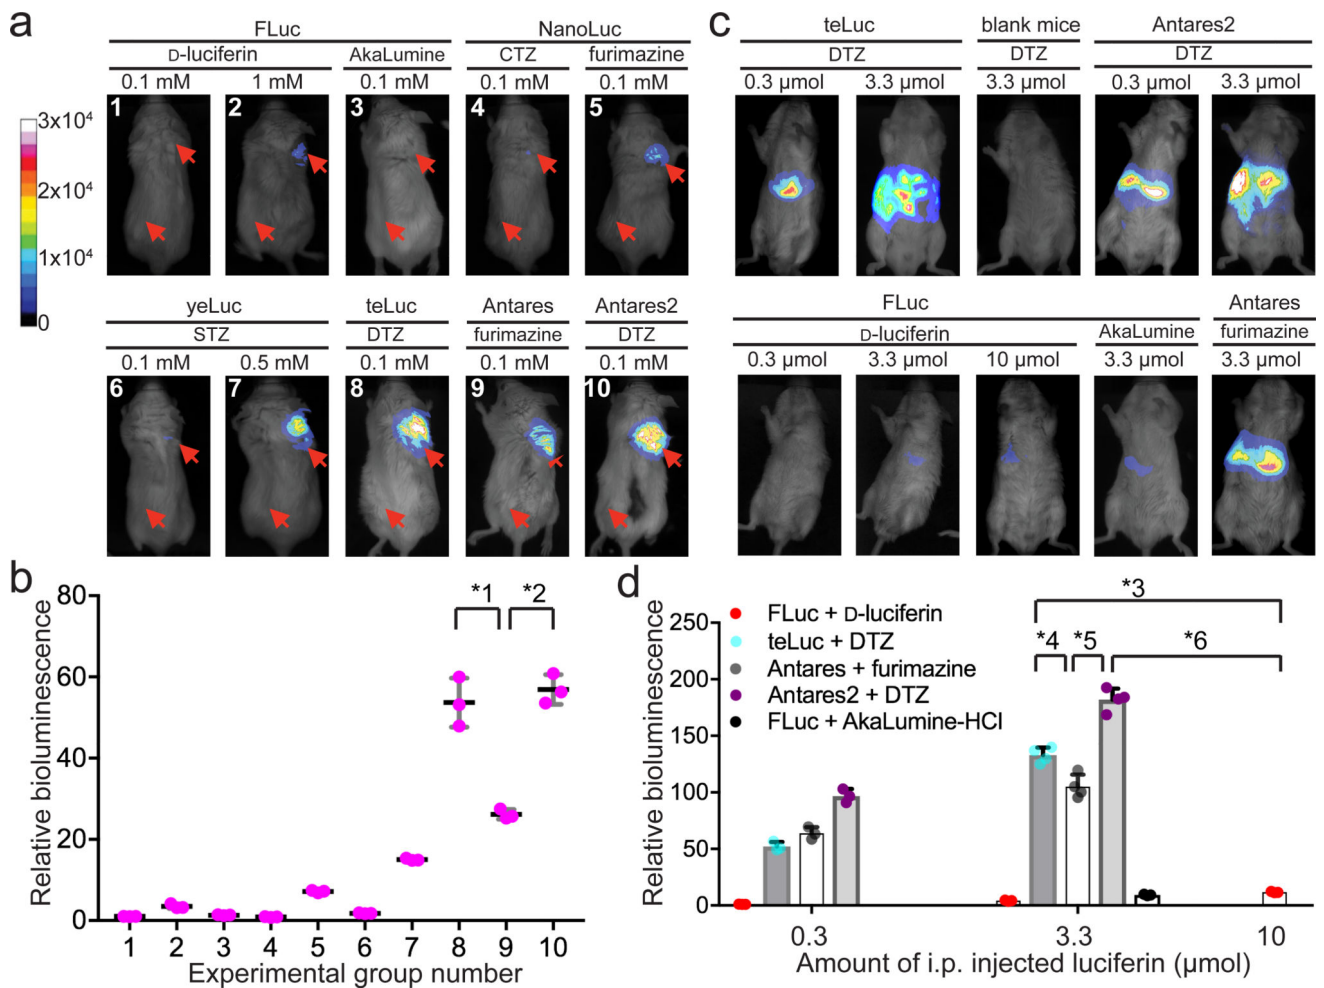 a
FLuc
NanoLuc
D-luciferin
AkaLumine
CTZ
furimazine
0.1 mM
1 mM
0.1 mM
0.1 mM
0.1 mM
1
2
3
4
5
3x10⁴
2x10⁴
1x10⁴
0
yeLuc
teLuc
Antares
Antares2
STZ
DTZ
furimazine
DTZ
0.1 mM
0.5 mM
0.1 mM
0.1 mM
0.1 mM
6
7
8
9
10
c
teLuc
blank mice
Antares2
DTZ
DTZ
DTZ
0.3 µmol
3.3 µmol
3.3 µmol
0.3 µmol
3.3 µmol
FLuc
Antares
D-luciferin
AkaLumine
furimazine
0.3 µmol
3.3 µmol
10 µmol
3.3 µmol
3.3 µmol
b
Relative bioluminescence
80
60
40
20
0
*1
*2
1 2 3 4 5 6 7 8 9 10
Experimental group number
d
Relative bioluminescence
250
200
150
100
50
0
FLuc + D-luciferin
teLuc + DTZ
Antares + furimazine
Antares2 + DTZ
FLuc + AkaLumine-HCl
*3
*4
*5
*6
0.3
3.3
10
Amount of i.p. injected luciferin (µmol)